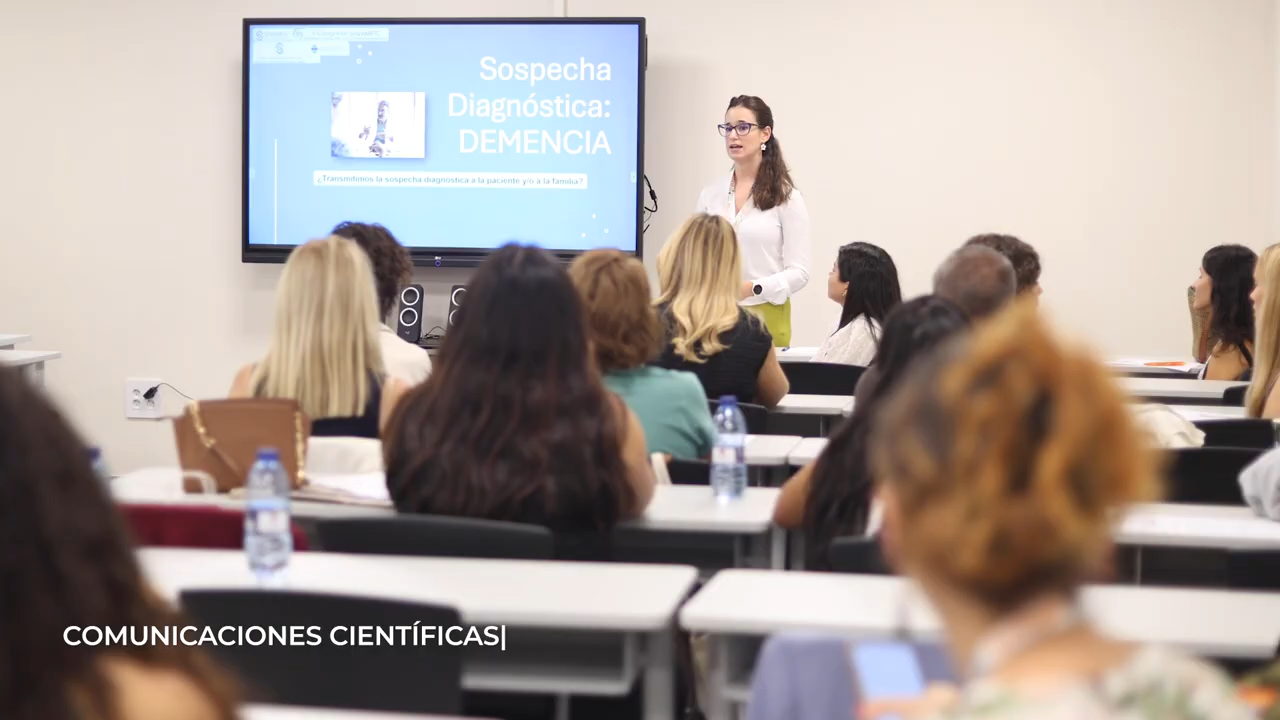 Sospecha
Diagnóstica:
DEMENCIA
¿Transmitimos la sospecha diagnóstica a la paciente y/o a la familia?
COMUNICACIONES CIENTÍFICAS|